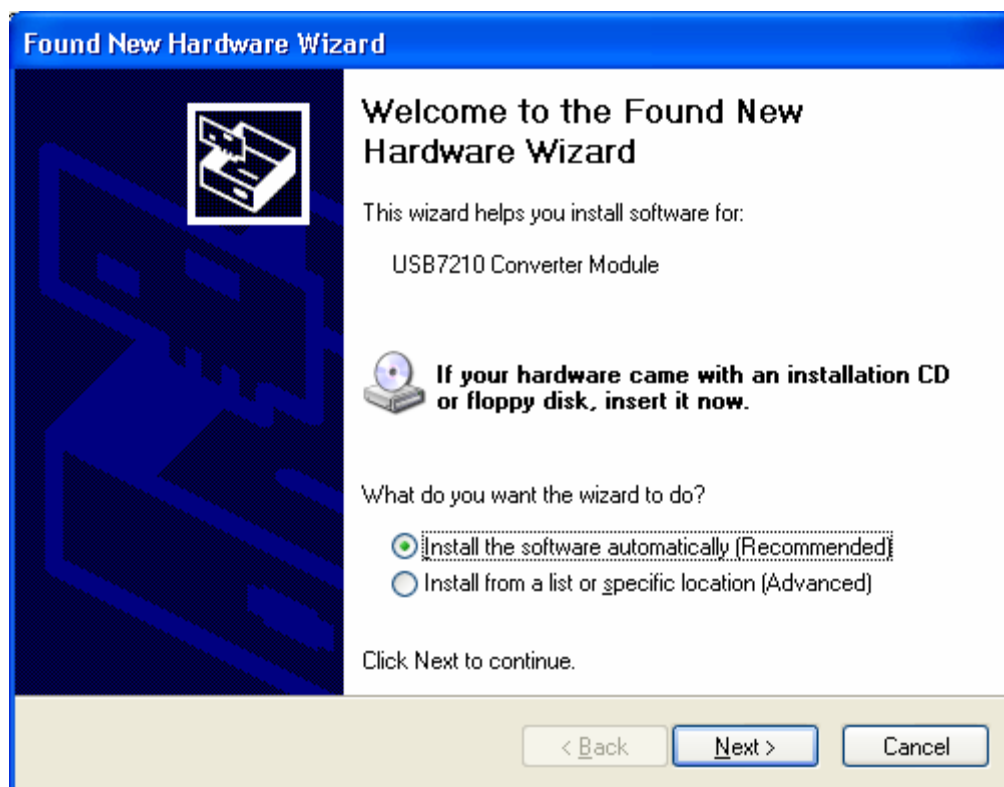 Found New Hardware Wizard
Welcome to the Found New
Hardware Wizard
This wizard helps you install software for:
USB7210 Converter Module
If your hardware came with an installation CD
or floppy disk, insert it now.
What do you want the wizard to do?
Install the software automatically (Recommended)
Install from a list or specific location (Advanced)
Click Next to continue.
< Back Next > Cancel